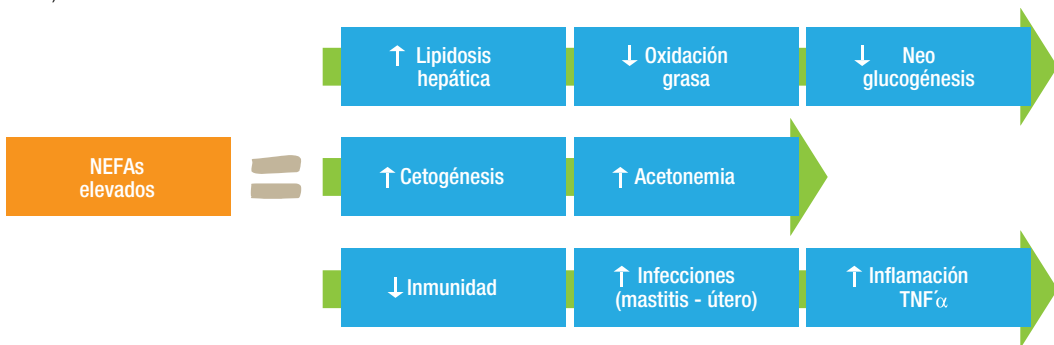 ↑ Lipidosis
hepática
↓ Oxidación
grasa
↓ Neo
glucogénesis
NEFAs
elevados
=
↑ Cetogénesis
↑ Acetonemia
↓ Inmunidad
↑ Infecciones
(mastitis - útero)
↑ Inflamación
TNF´α